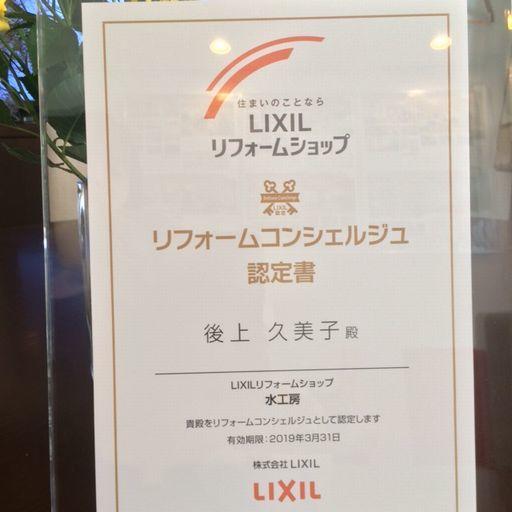 住まいのことなら
LIXIL
リフォームショップ
Reform Concierge
LIXIL
認定
リフォームコンシェルジュ
認定書
後上 久美子殿
LIXILリフォームショップ
水工房
貴殿をリフォームコンシェルジュとして認定します
有効期限:2019年3月31日
株式会社 LIXIL
LIXIL